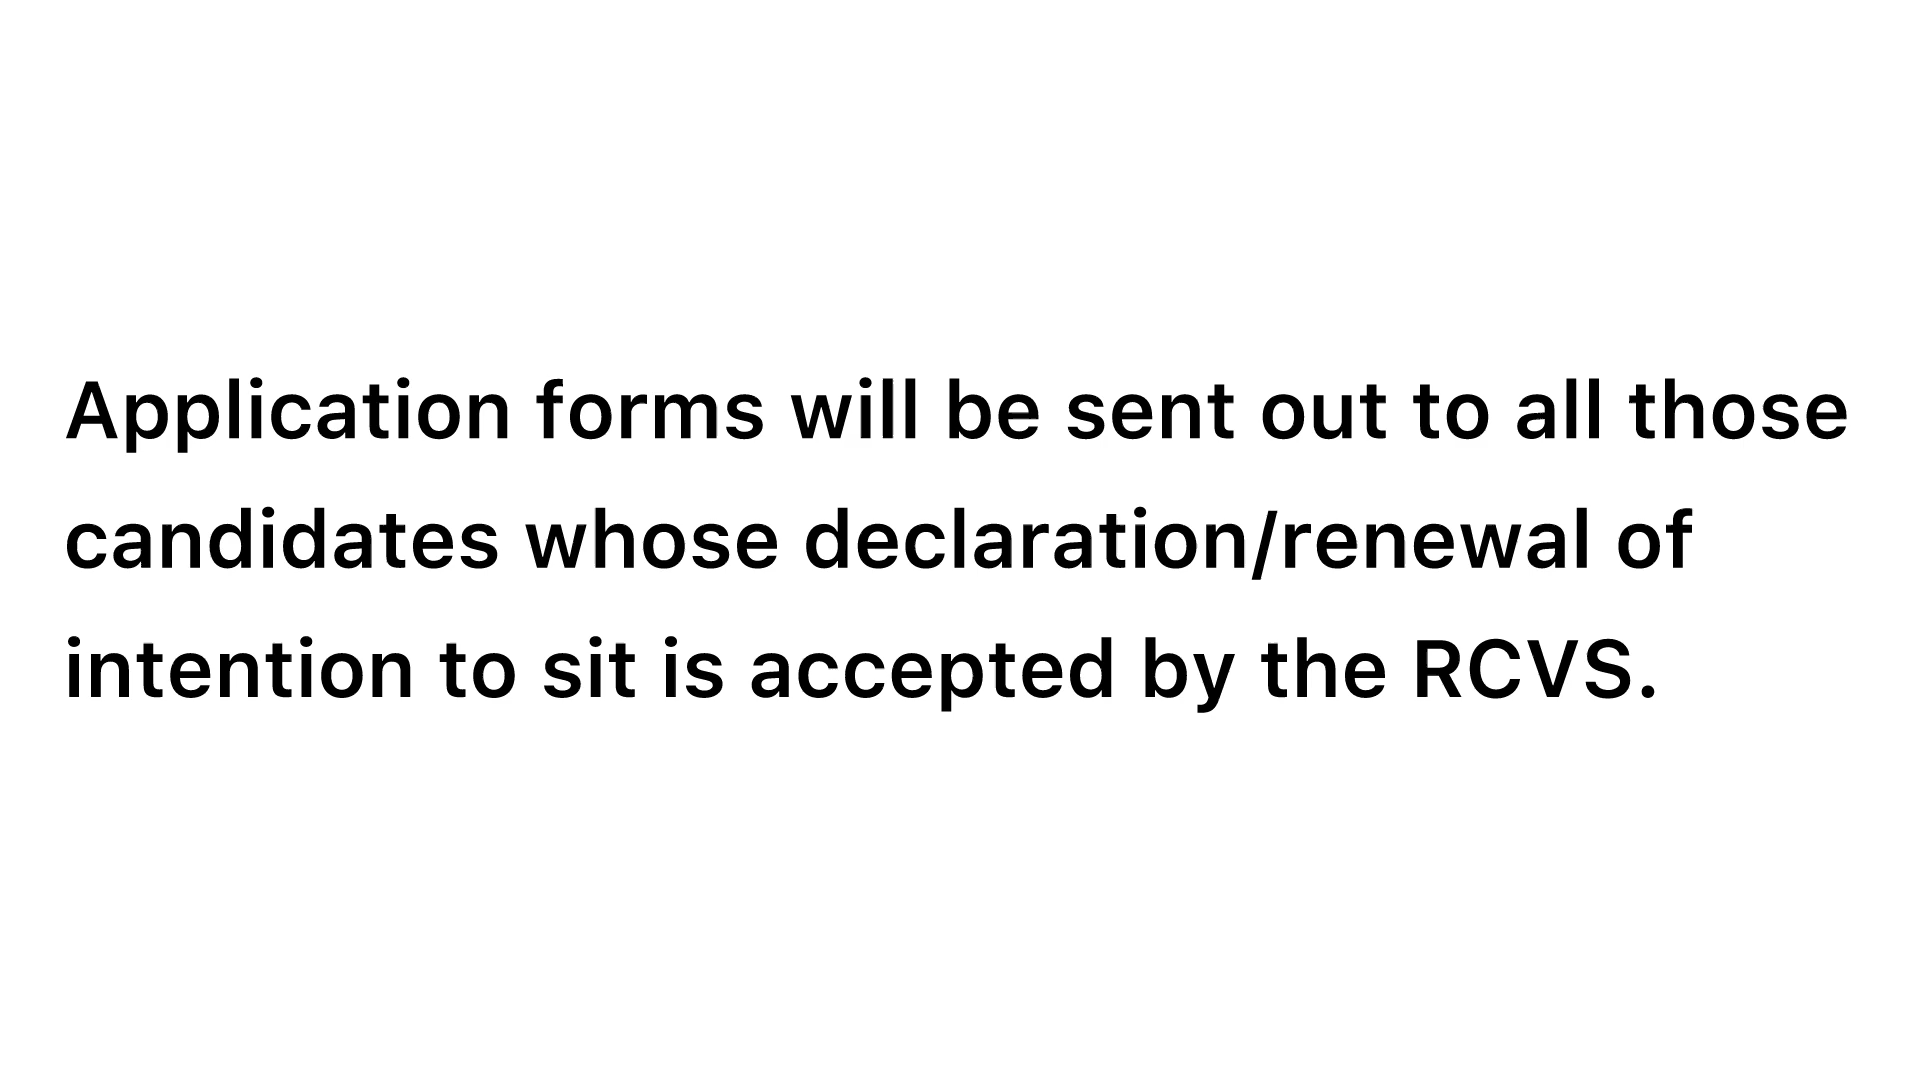 Application forms will be sent out to all those
candidates whose declaration/renewal of
intention to sit is accepted by the RCVS.